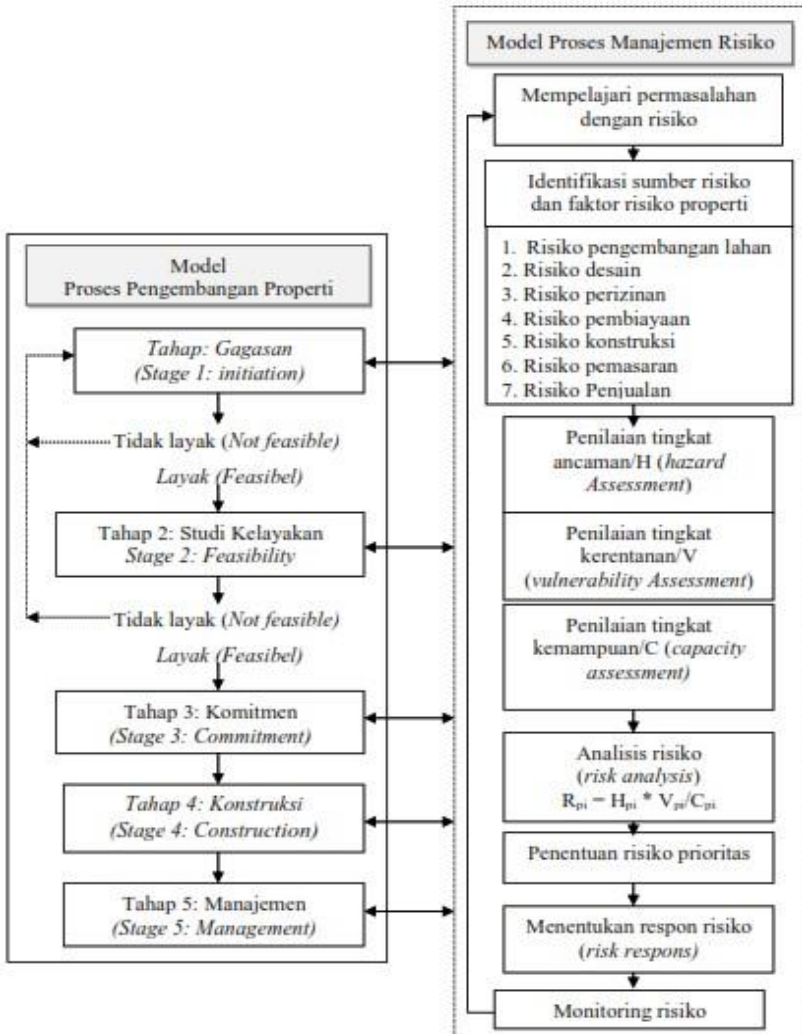 Model
Proses Pengembangan Properti
Tahap: Gagasan
(Stage 1: initiation)
Tidak layak (Not feasible)
Layak (Feasibel)
Tahap 2: Studi Kelayakan
Stage 2: Feasibility
Tidak layak (Not feasible)
Layak (Feasibel)
Tahap 3: Komitmen
(Stage 3: Commitment)
Tahap 4: Konstruksi
(Stage 4: Construction)
Tahap 5: Manajemen
(Stage 5: Management)
Model Proses Manajemen Risiko
Mempelajari permasalahan
dengan risiko
Identifikasi sumber risiko
dan faktor risiko properti
1. Risiko pengembangan lahan
2. Risiko desain
3. Risiko perizinan
4. Risiko pembiayaan
5. Risiko konstruksi
6. Risiko pemasaran
7. Risiko Penjualan
Penilaian tingkat
ancaman/H (hazard
Assessment)
Penilaian tingkat
kerentanan/V
(vulnerability Assessment)
Penilaian tingkat
kemampuan/C (capacity
assessment)
Analisis risiko
(risk analysis)
Rpi = Hpi * Vpi/Cpi
Penentuan risiko prioritas
Menentukan respon risiko
(risk respons)
Monitoring risiko